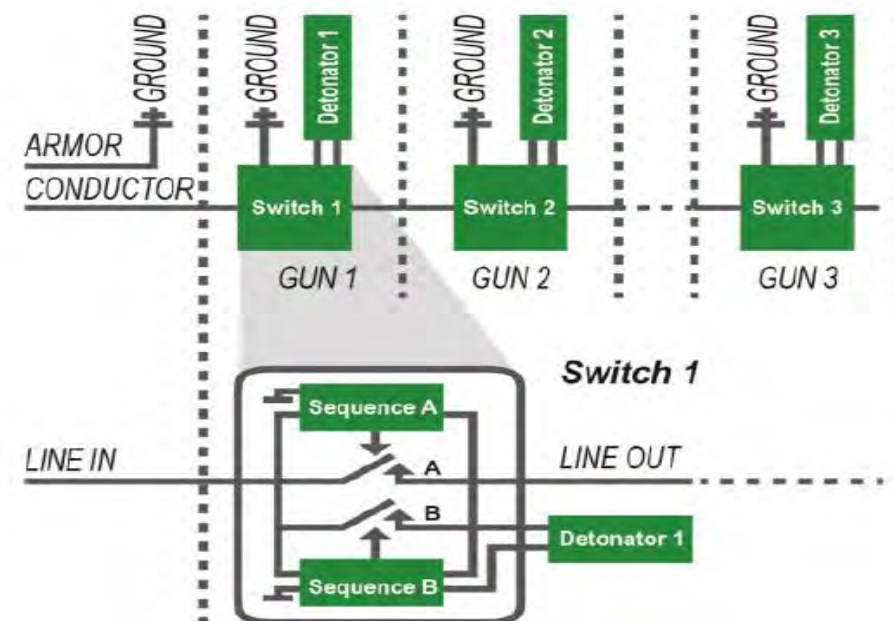 GROUND
GROUND
Detonator 1
GROUND
Detonator 2
GROUND
Detonator 3
ARMOR
CONDUCTOR
Switch 1
Switch 2
Switch 3
GUN 1
GUN 2
GUN 3
Switch 1
Sequence A
LINE IN
A
LINE OUT
B
Detonator 1
Sequence B